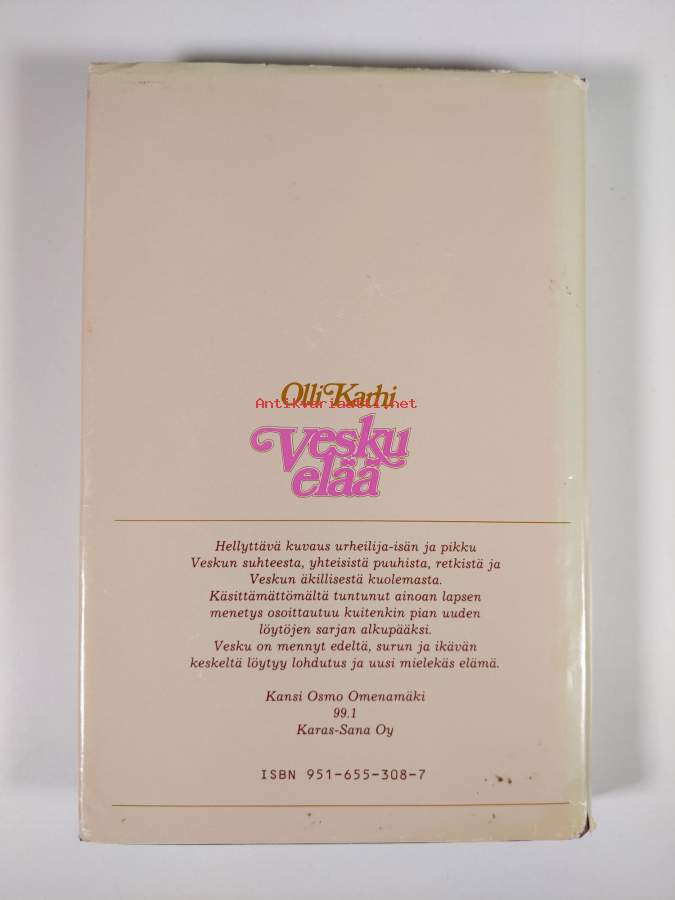 Olli Karhi
Antikvariaatti.net
Vesku
elää
Hellyttävä kuvaus urheilija-isän ja pikku
Veskun suhteesta, yhteisistä puuhista, retkistä ja
Veskun äkillisestä kuolemasta.
Käsittämättömältä tuntunut ainoan lapsen
menetys osoittautuu kuitenkin pian uuden
löytöjen sarjan alkupääksi.
Vesku on mennyt edeltä, surun ja ikävän
keskeltä löytyy lohdutus ja uusi mielekäs elämä.
Kansi Osmo Omenamäki
99.1
Karas-Sana Oy
ISBN 951-655-308-7